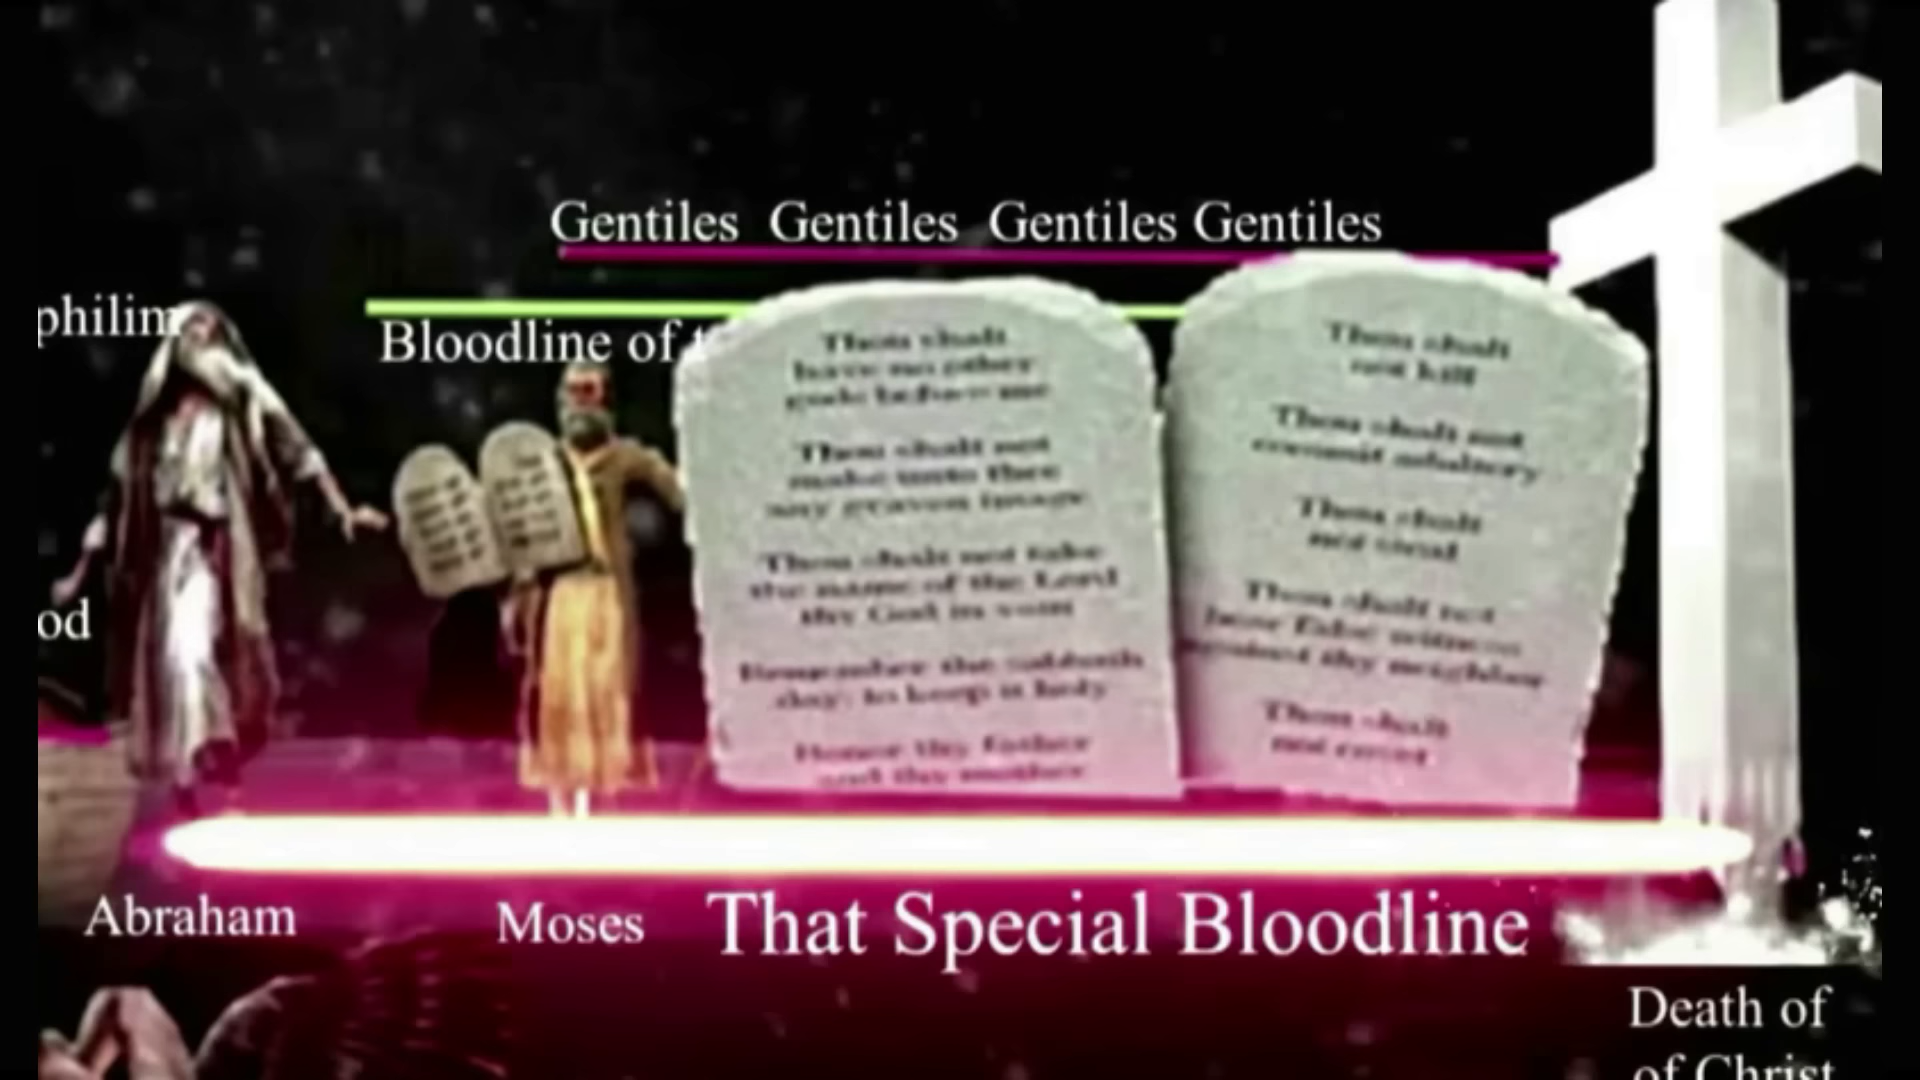 Gentiles Gentiles Gentiles Gentiles
philim
Bloodline of
Thou shalt
have no other
gods before me
Thou shalt not
make unto thee
any graven image
Thou shalt not take
the name of the Lord
thy God in vain
Remember the sabbath
day, to keep it holy
Honor thy father
and thy mother
Thou shalt
not kill
Thou shalt not
commit adultery
Thou shalt
not steal
Thou shalt not
bear false witness
against thy neighbor
Thou shalt
not covet
od
Abraham
Moses
That Special Bloodline
Death of
of Christ